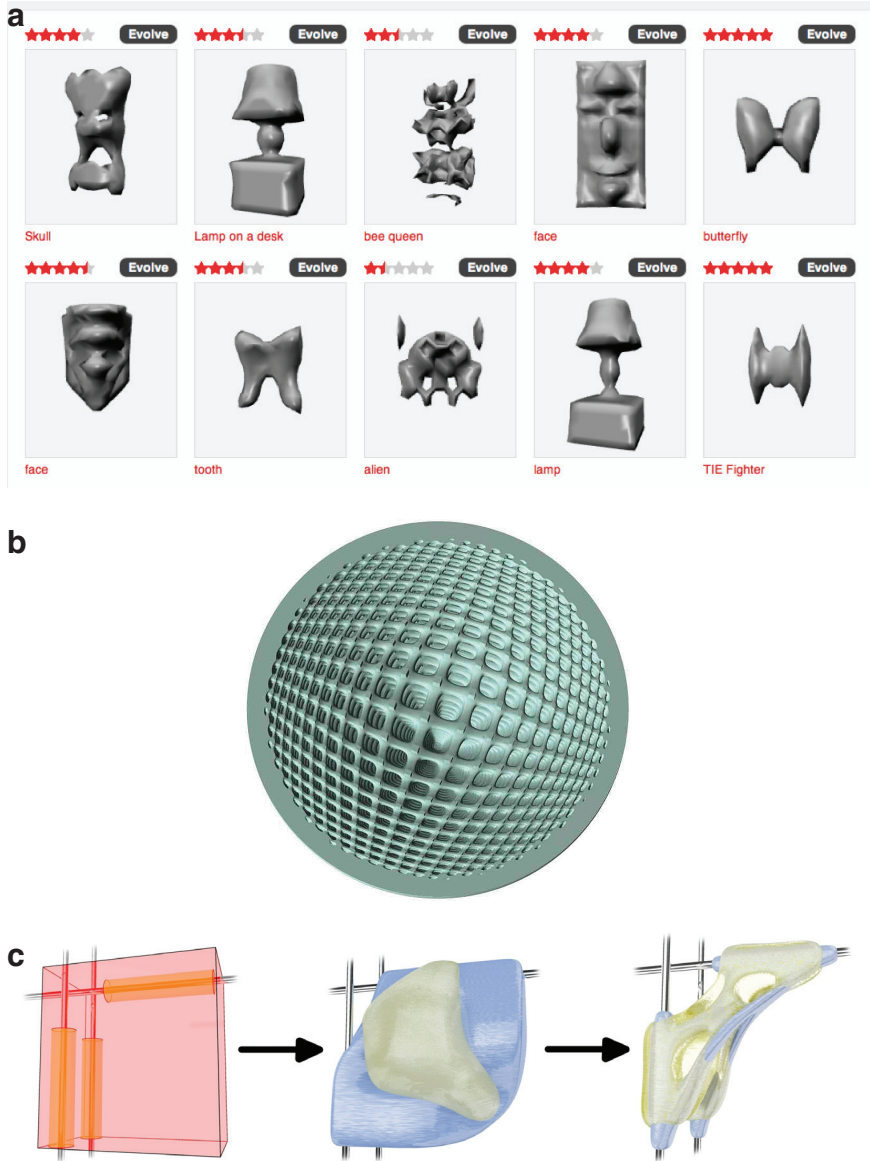 a
Evolve Evolve Evolve Evolve Evolve
Skull Lamp on a desk bee queen face butterfly
Evolve Evolve Evolve Evolve Evolve
face tooth alien lamp TIE Fighter
b
c